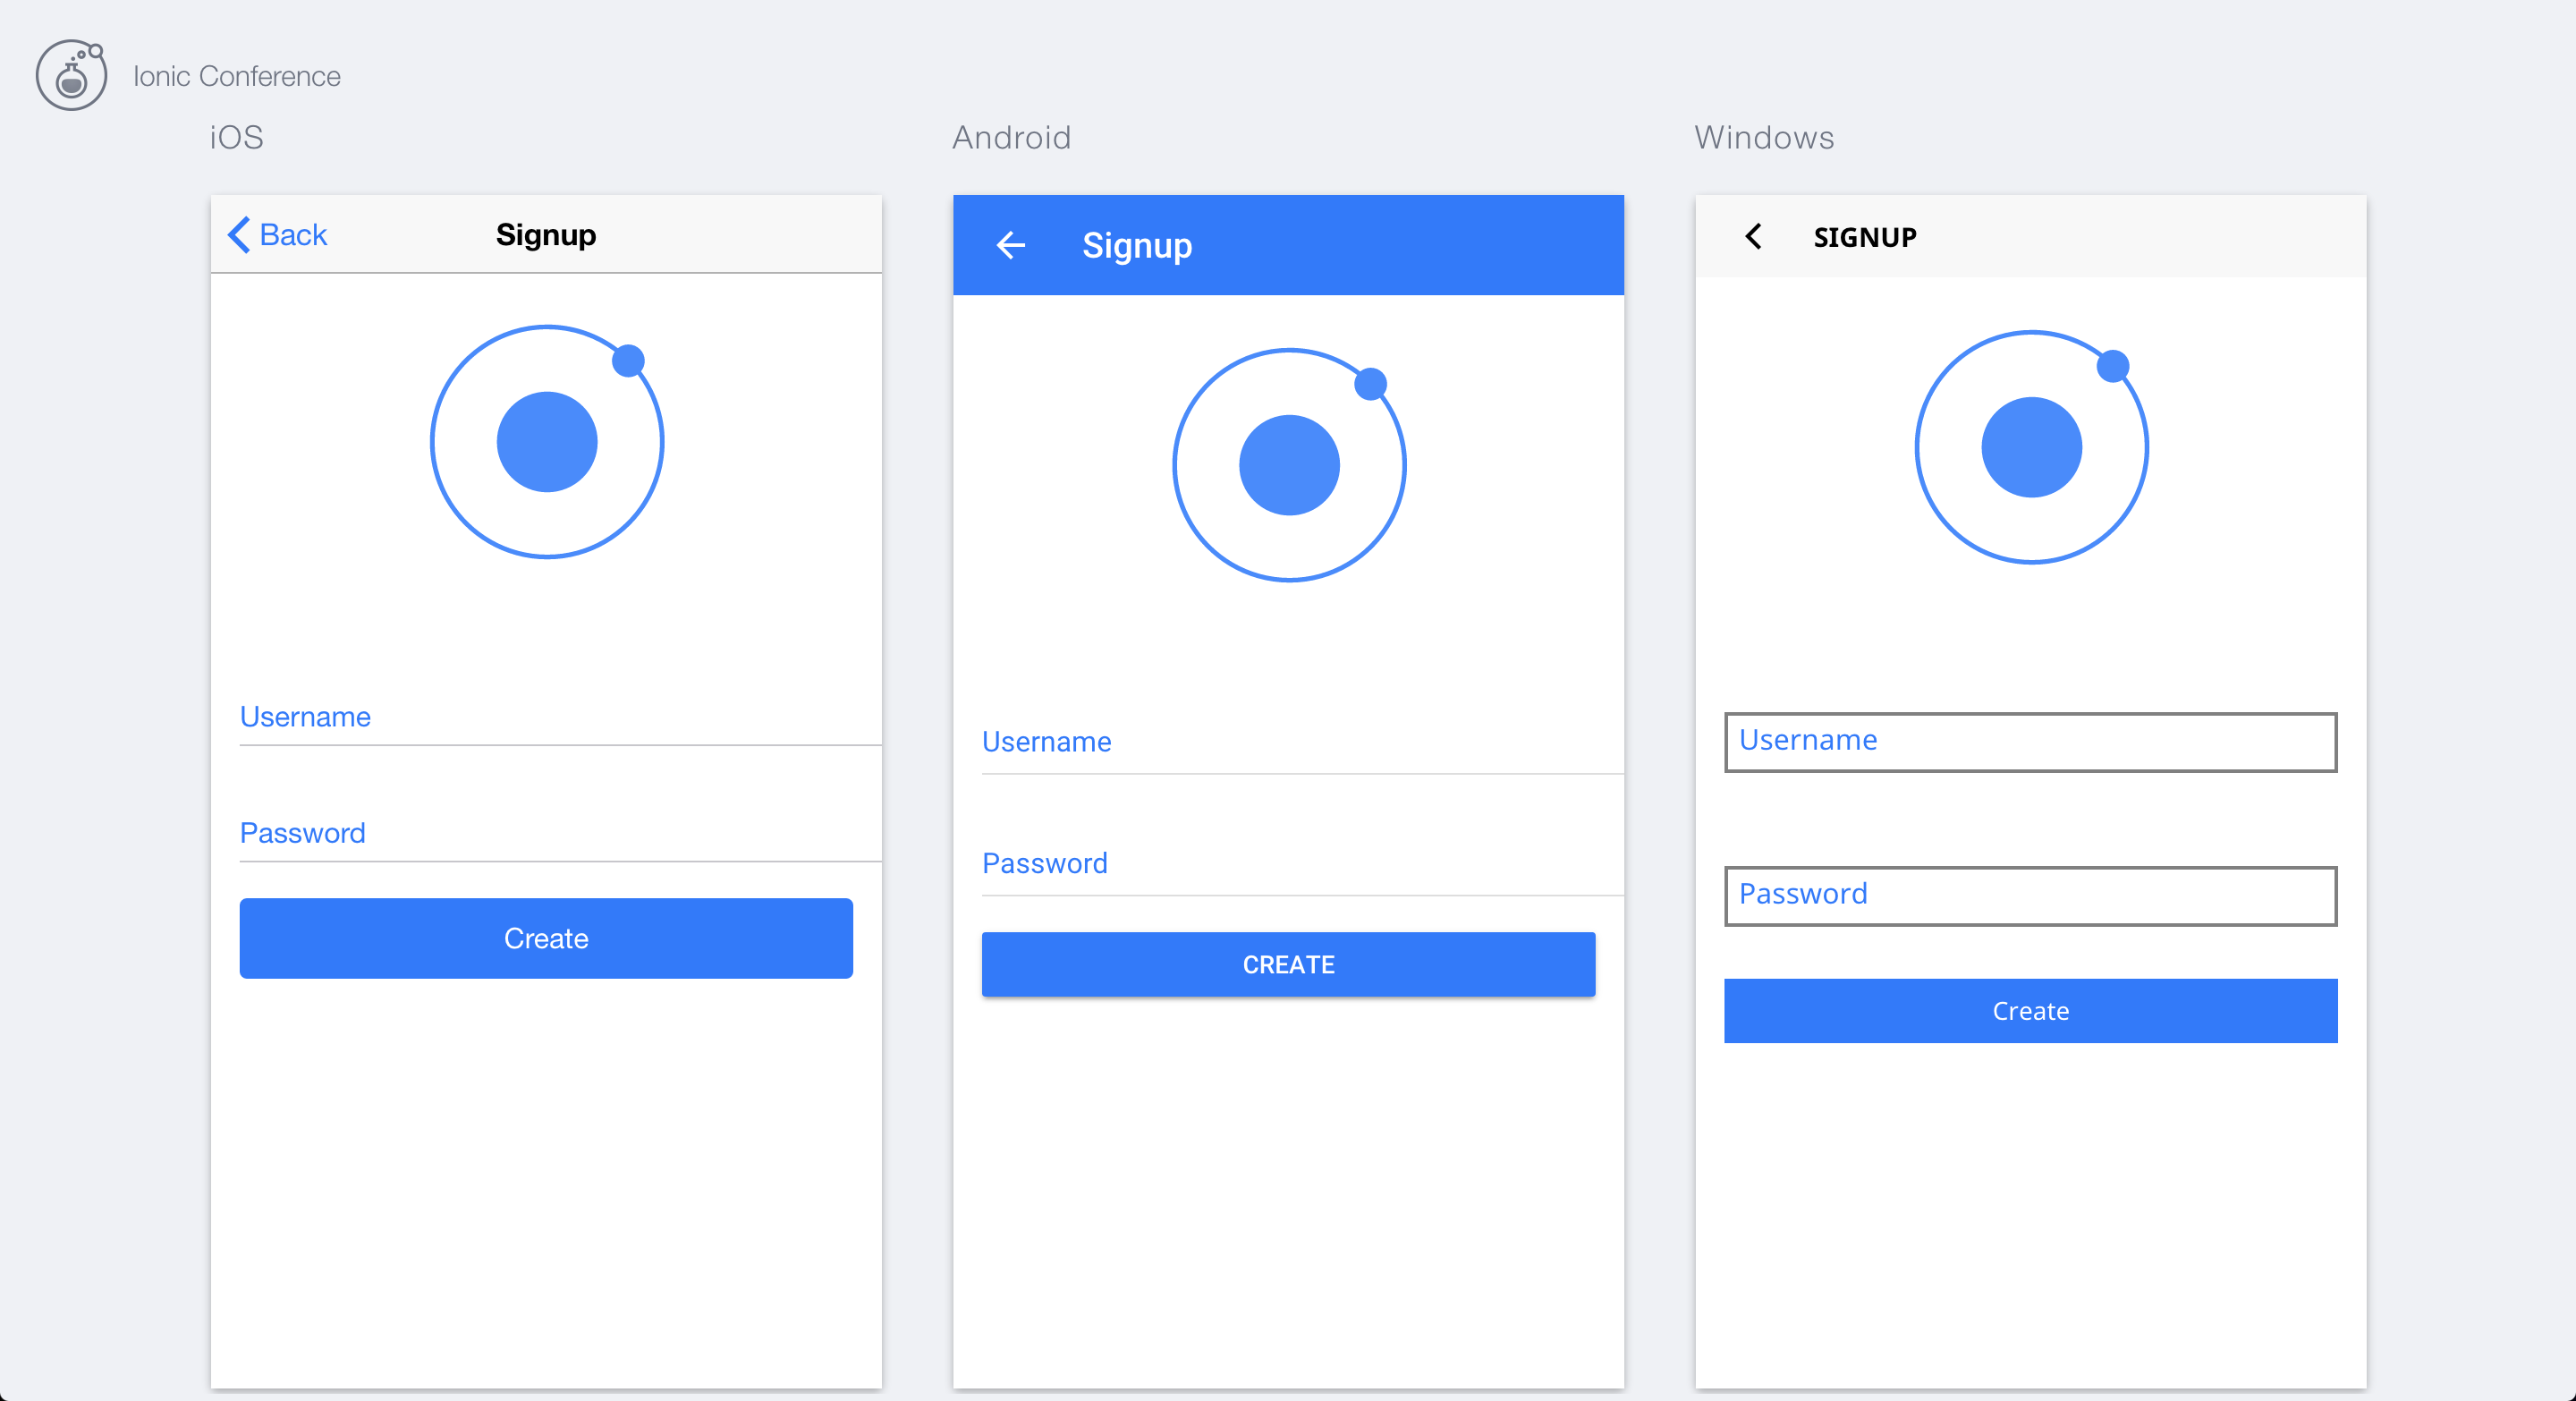 Ionic Conference
iOS
Back
Signup
Username
Password
Create
Android
Signup
Username
Password
CREATE
Windows
SIGNUP
Username
Password
Create